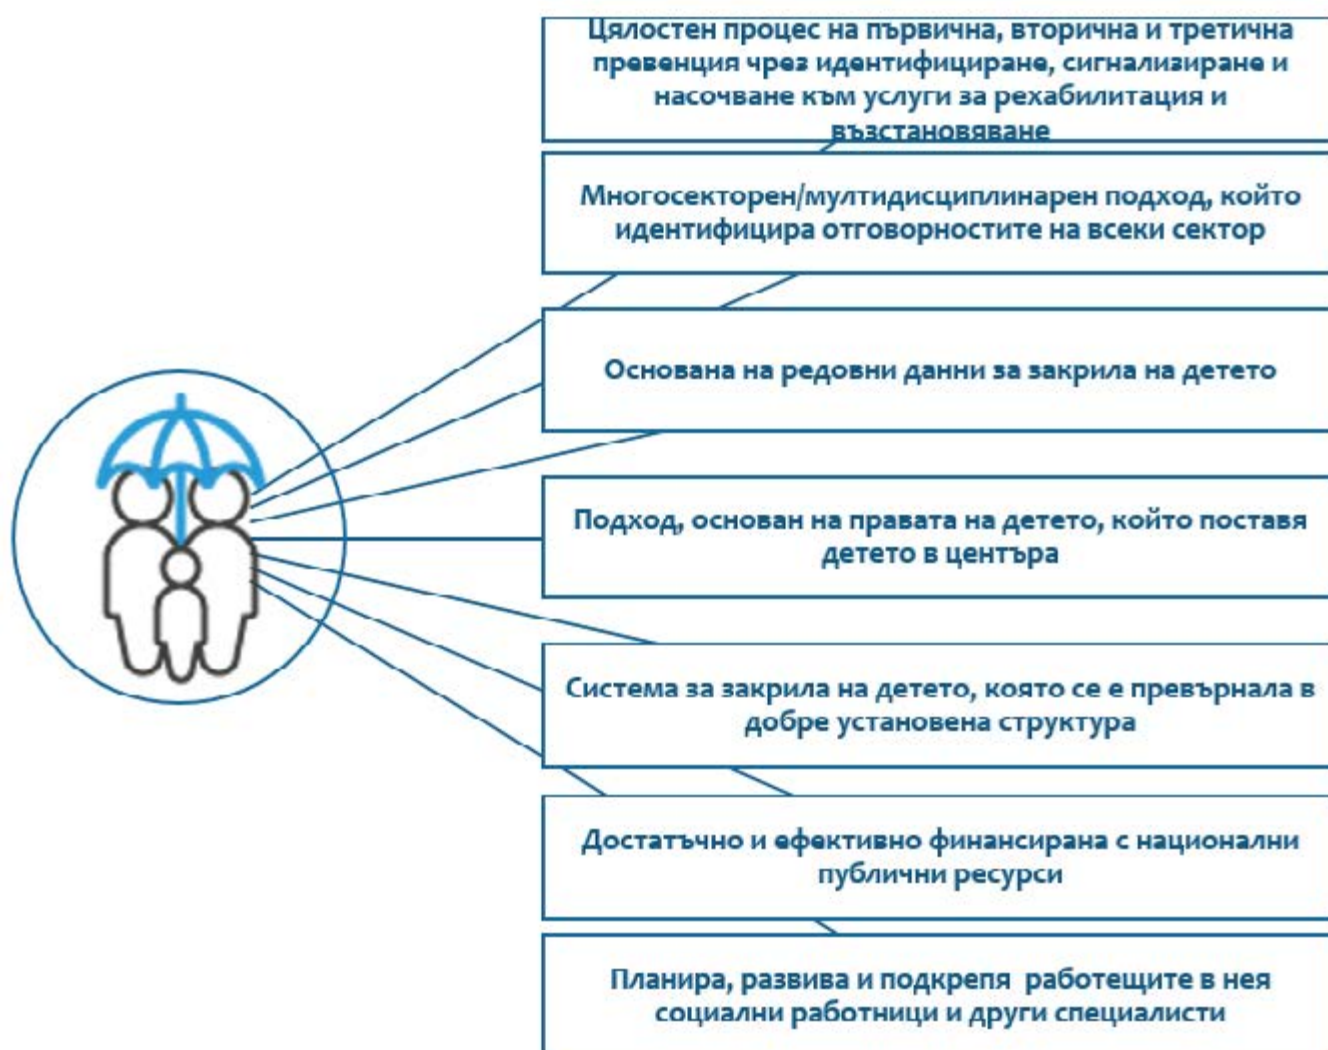 Цялостен процес на първична, вторична и третична
превенция чрез идентифициране, сигнализиране и
насочване към услуги за рехабилитация и
възстановяване
Многосекторен/мултидисциплинарен подход, който
идентифицира отговорностите на всеки сектор
Основана на редовни данни за закрила на детето
Подход, основан на правата на детето, който поставя
детето в центъра
Система за закрила на детето, която се е превърнала в
добре установена структура
Достатъчно и ефективно финансирана с национални
публични ресурси
Планира, развива и подкрепя работещите в нея
социални работници и други специалисти